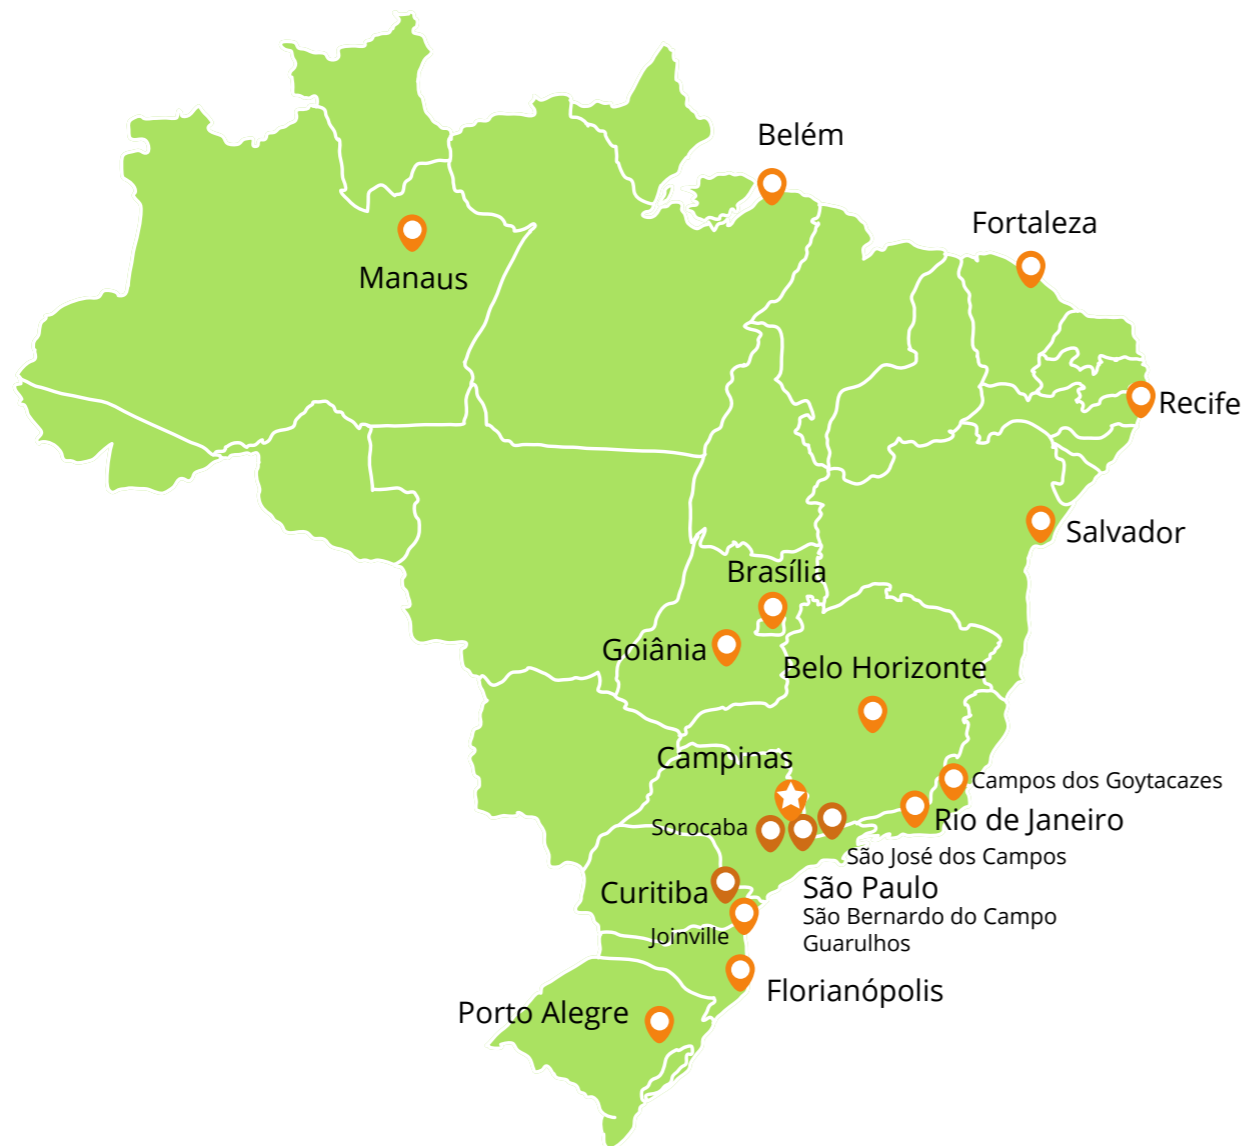 Belém
Fortaleza
Manaus
Recife
Salvador
Brasília
Goiânia
Belo Horizonte
Campinas
Campos dos Goytacazes
Rio de Janeiro
Sorocaba
São José dos Campos
São Paulo
Curitiba
São Bernardo do Campo
Joinville
Guarulhos
Florianópolis
Porto Alegre